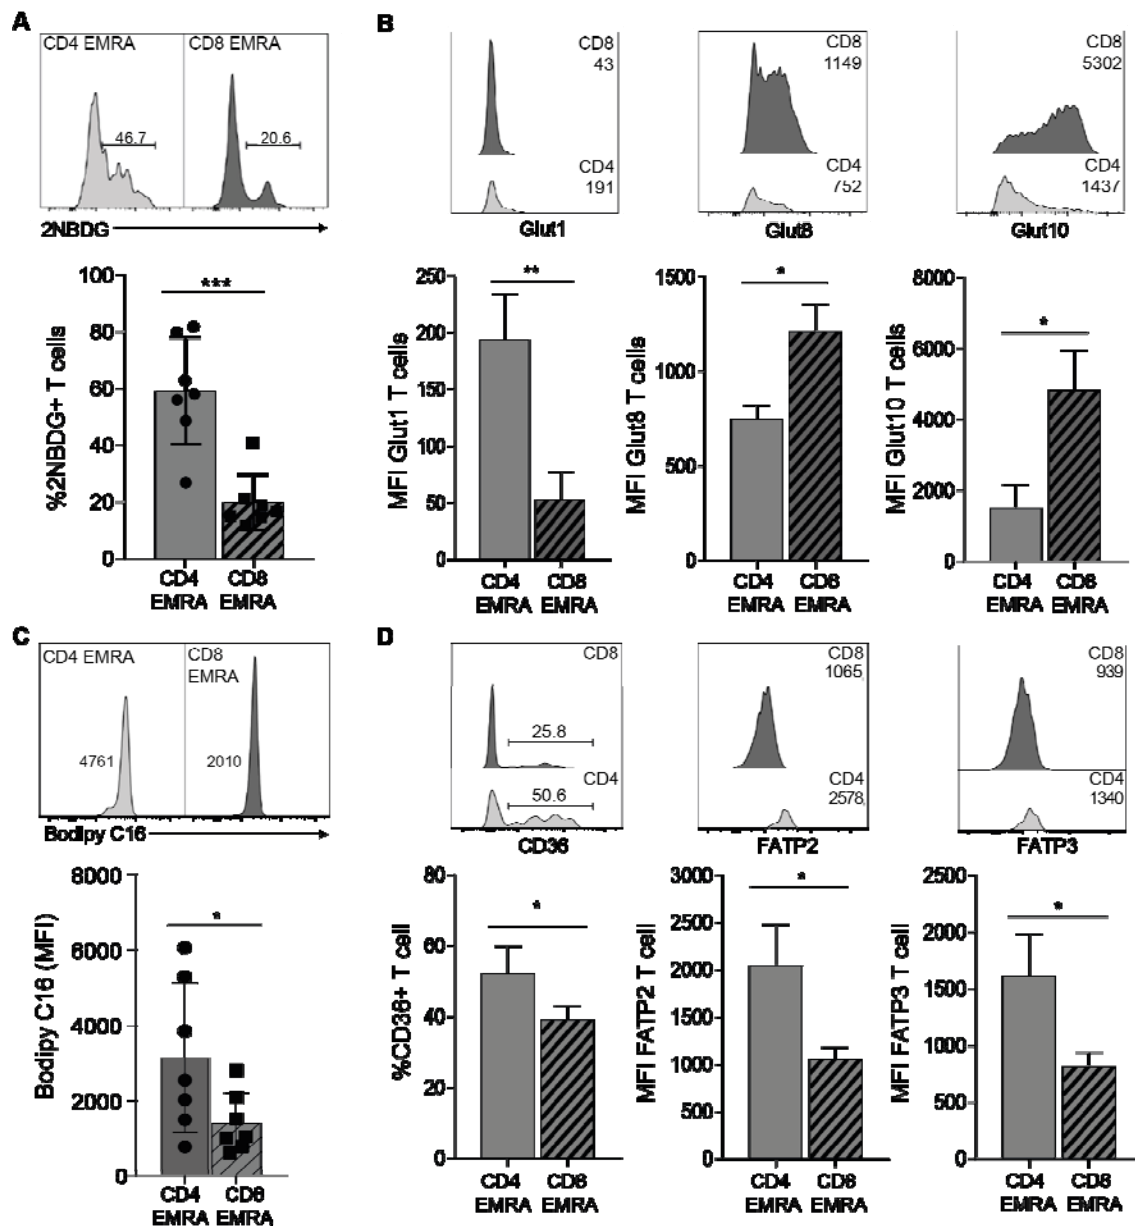 A
CD4 EMRA
CD8 EMRA
46.7
20.6
2NBDG
100
80
60
40
20
0
%2NBDG+ T cells
***
CD4
EMRA
CD8
EMRA
B
CD8
43
CD4
191
Glut1
CD8
1149
CD4
752
Glut8
CD8
5302
CD4
1437
Glut10
250
200
150
100
50
0
MFI Glut1 T cells
**
CD4
EMRA
CD8
EMRA
1500
1000
500
0
MFI Glut8 T cells
*
CD4
EMRA
CD8
EMRA
8000
6000
4000
2000
0
MFI Glut10 T cells
*
CD4
EMRA
CD8
EMRA
C
CD4 EMRA
CD8
EMRA
4761
2010
Bodipy C16
8000
6000
4000
2000
0
Bodipy C16 (MFI)
*
CD4
EMRA
CD8
EMRA
D
CD8
25.8
CD4
50.6
CD36
CD8
1065
CD4
2578
FATP2
CD8
939
CD4
1340
FATP3
80
60
40
20
0
%CD36+ T cell
*
CD4
EMRA
CD8
EMRA
3000
2500
2000
1500
1000
500
0
MFI FATP2 T cell
*
CD4
EMRA
CD8
EMRA
2500
2000
1500
1000
500
0
MFI FATP3 T cell
*
CD4
EMRA
CD8
EMRA